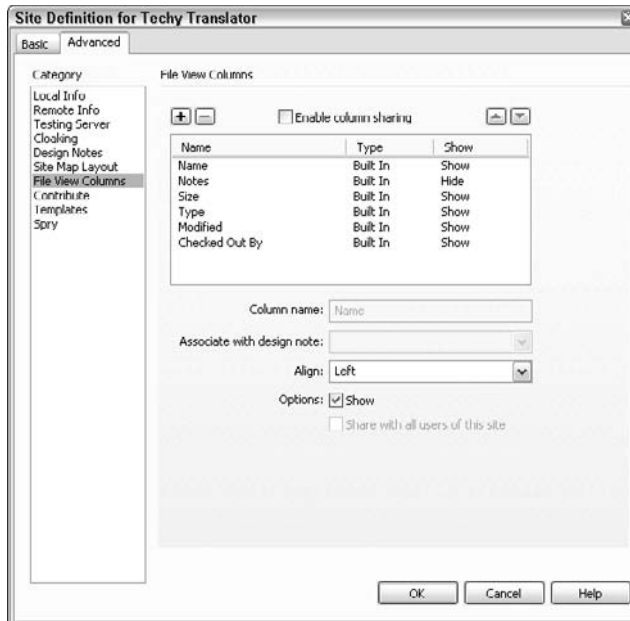 Site Definition for Techy Translator
Basic Advanced
Category
File View Columns
Local Info
Remote Info
Testing Server
Cloaking
Design Notes
Site Map Layout
File View Columns
Contribute
Templates
Spry
Enable column sharing
Name Type Show
Name Built In Show
Notes Built In Hide
Size Built In Show
Type Built In Show
Modified Built In Show
Checked Out By Built In Show
Column name: Name
Associate with design note:
Align: Left
Options: Show
Share with all users of this site
OK Cancel Help